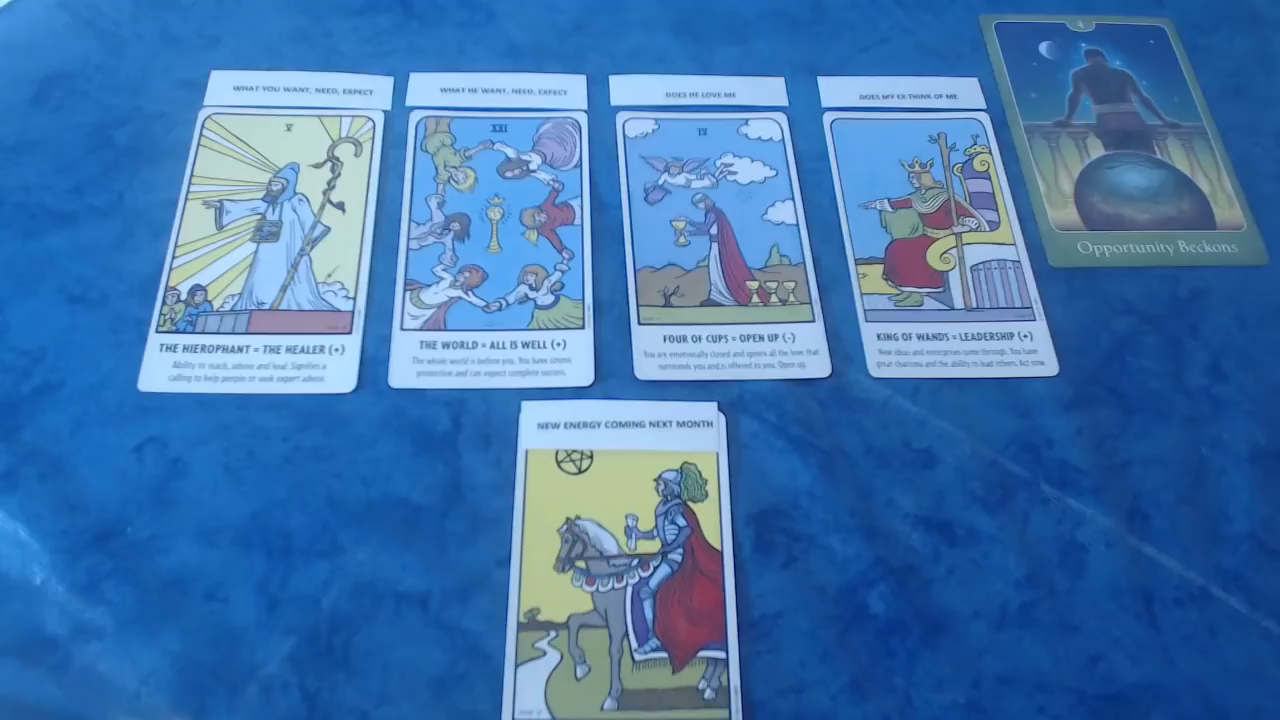 WHAT YOU WANT, NEED, EXPECT
V
THE HIEROPHANT = THE HEALER (+)
Ability to teach, advise and lead. Signifies a
calling to help people or seek expert advise.
WHAT HE WANT, NEED, EXPECT
XXI
THE WORLD = ALL IS WELL (+)
The whole world is before you. You have divine
protection and can expect complete success.
DOES HE LOVE ME
IV
FOUR OF CUPS = OPEN UP (-)
You are emotionally closed and ignore all the love that
surrounds you and is offered to you. Open up.
DOES MY EX-THINK OF ME
KING OF WANDS = LEADERSHIP (+)
New ideas and enterprises come through. You have
great charisma and the ability to lead others. Act now.
4
Opportunity Beckons
NEW ENERGY COMING NEXT MONTH